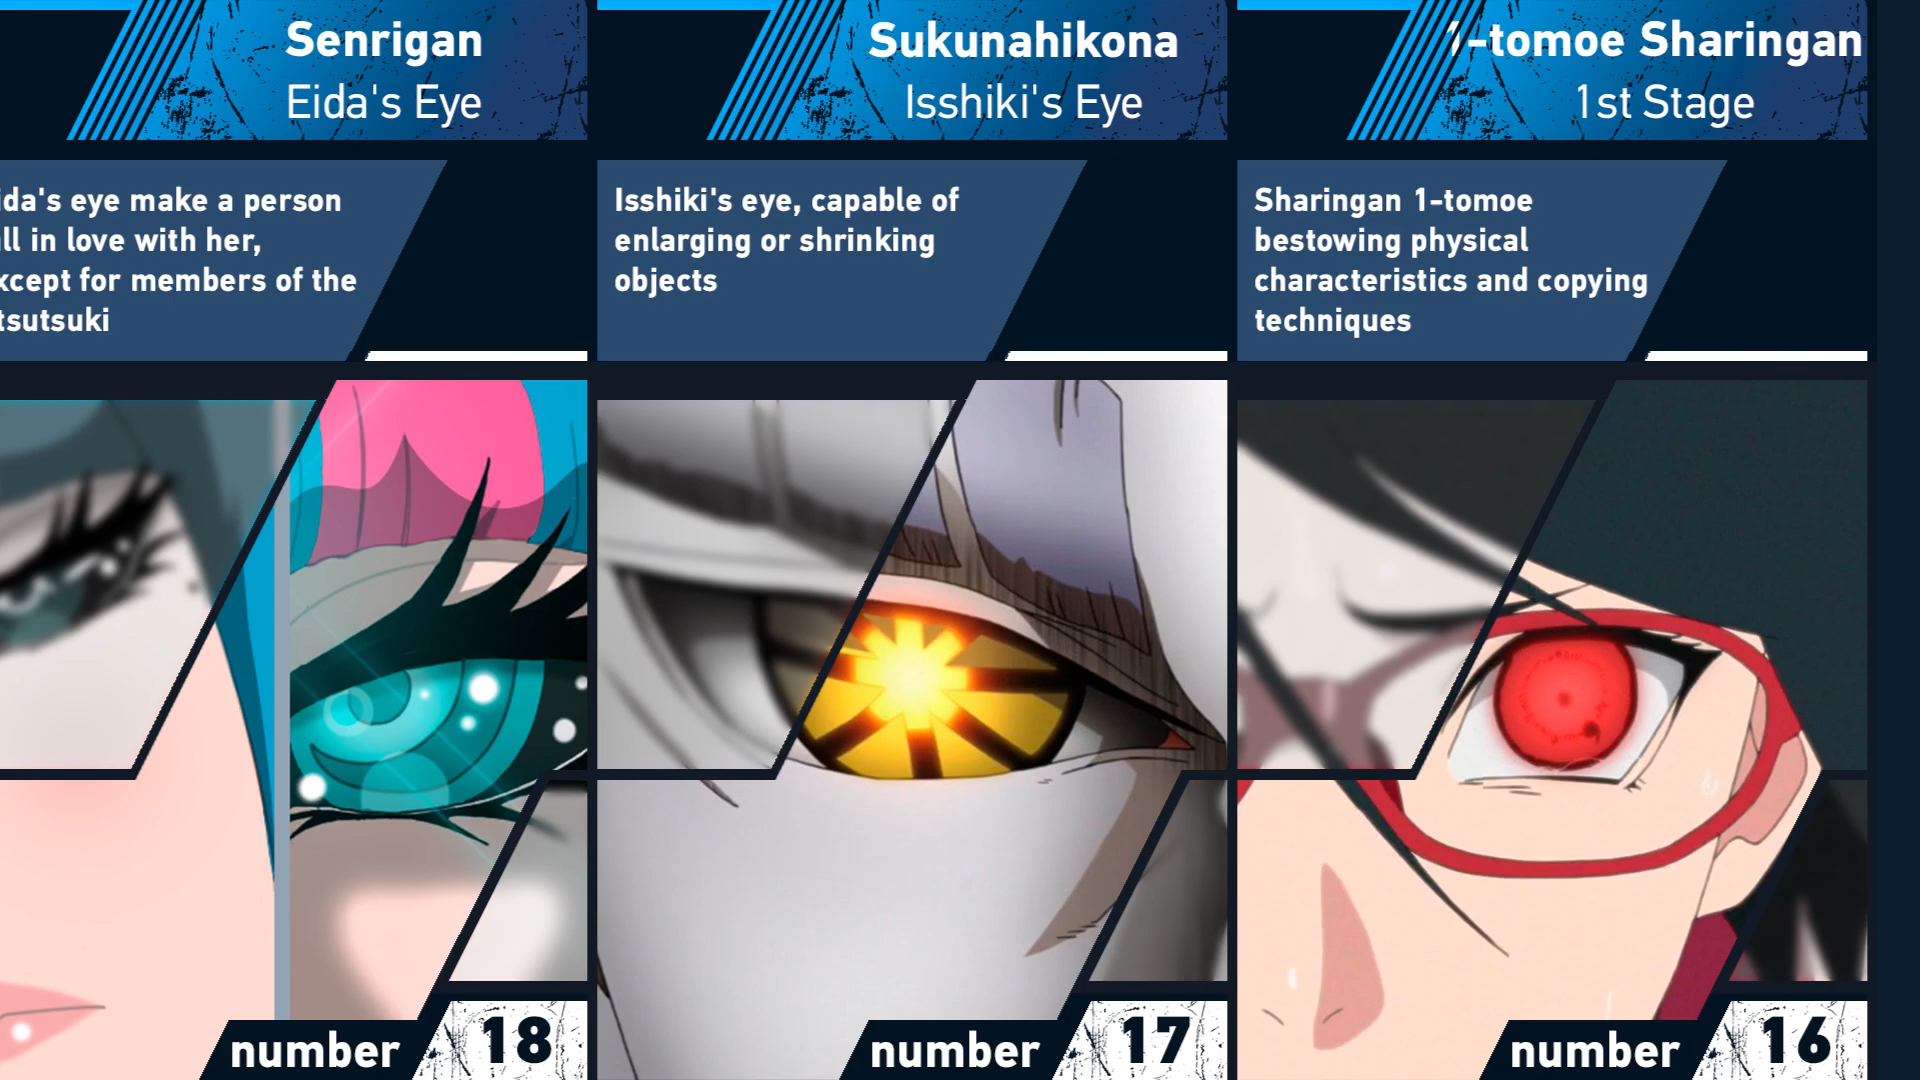 Senrigan
Eida's Eye
ida's eye make a person
ll in love with her,
xcept for members of the
tsutsuki
number 18
Sukunahikona
Isshiki's Eye
Isshiki's eye, capable of
enlarging or shrinking
objects
number 17
1-tomoe Sharingan
1st Stage
Sharingan 1-tomoe
bestowing physical
characteristics and copying
techniques
number 16